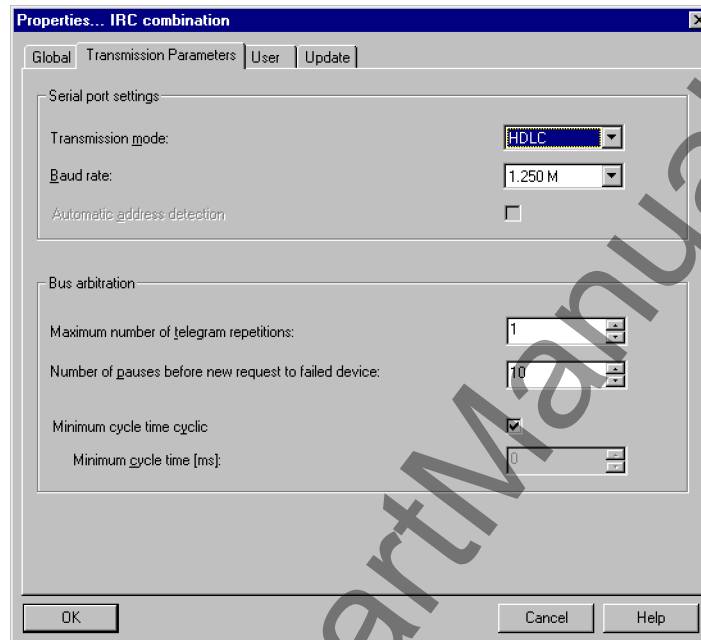 Properties... IRC combination
Global Transmission Parameters User Update
Serial port settings
Transmission mode: HDLC
Baud rate: 1.250 M
Automatic address detection
Bus arbitration
Maximum number of telegram repetitions: 1
Number of pauses before new request to failed device: 10
Minimum cycle time cyclic
Minimum cycle time [ms]: 0
OK Cancel Help
artManua